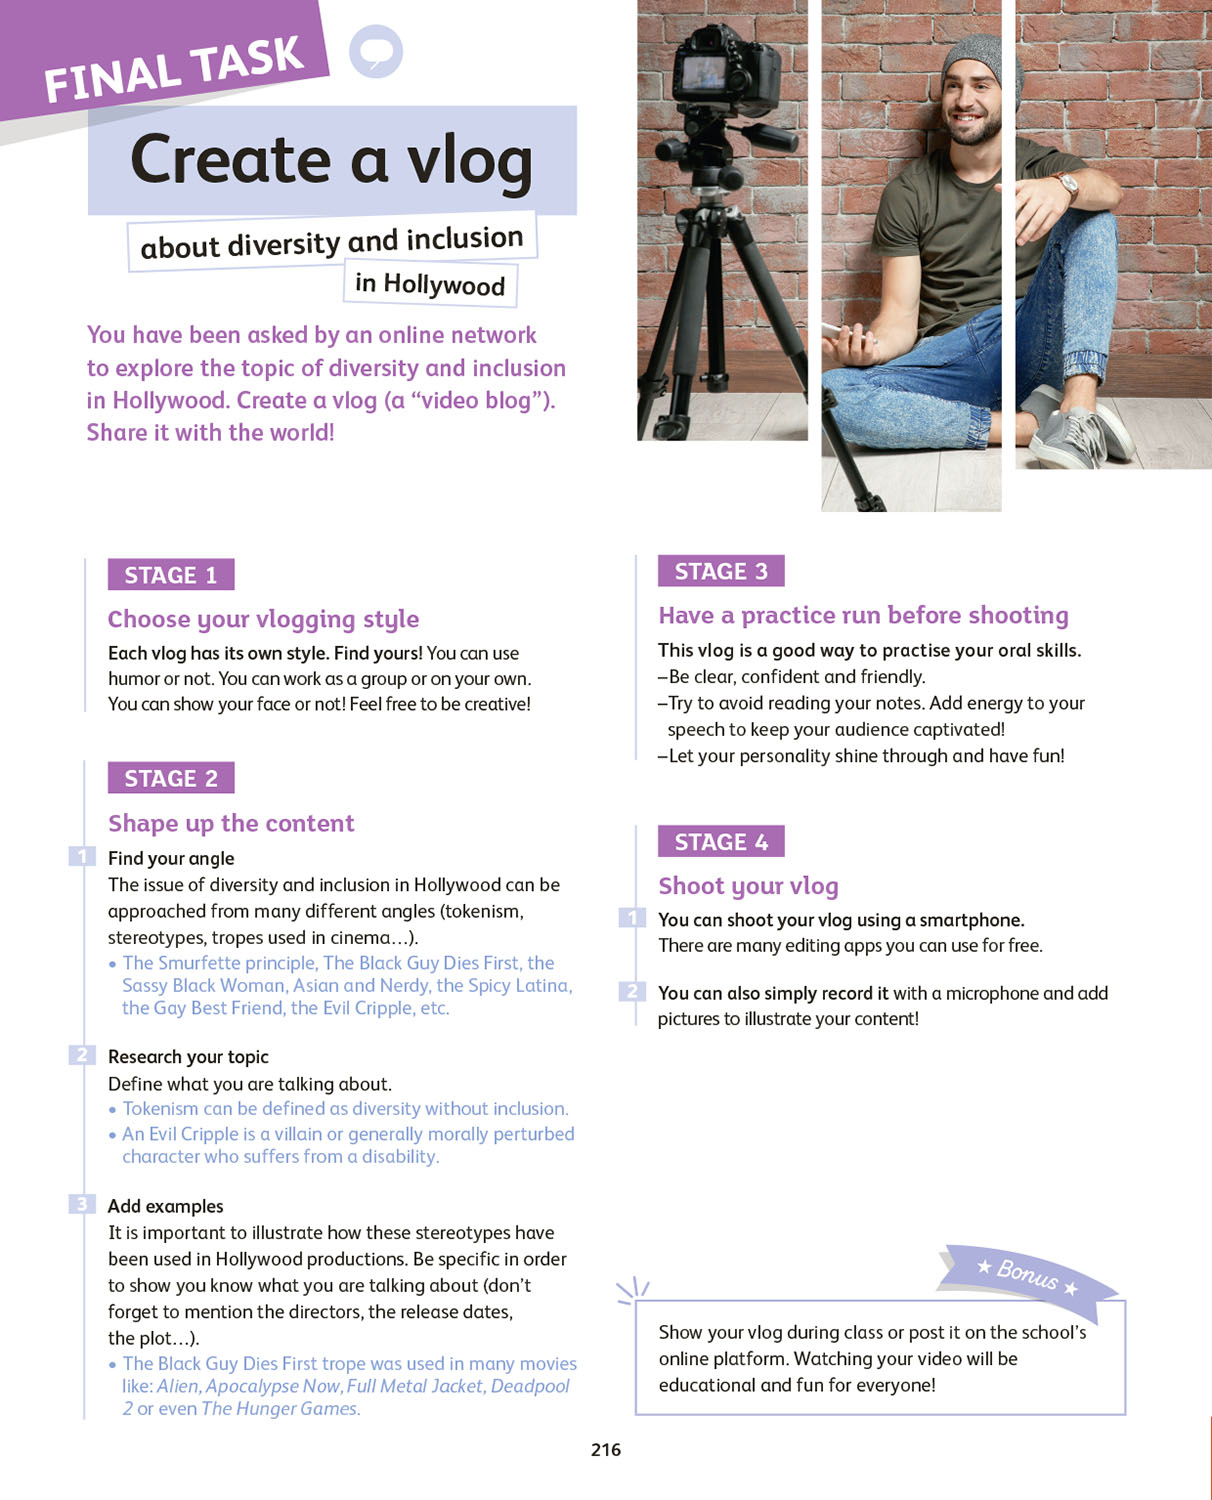 FINAL TASK
Create a vlog
about diversity and inclusion
in Hollywood
You have been asked by an online network
to explore the topic of diversity and inclusion
in Hollywood. Create a vlog (a “video blog”).
Share it with the world!
STAGE 1
Choose your vlogging style
Each vlog has its own style. Find yours! You can use
humor or not. You can work as a group or on your own.
You can show your face or not! Feel free to be creative!
STAGE 2
Shape up the content
1 Find your angle
The issue of diversity and inclusion in Hollywood can be
approached from many different angles (tokenism,
stereotypes, tropes used in cinema…).
• The Smurfette principle, The Black Guy Dies First, the
Sassy Black Woman, Asian and Nerdy, the Spicy Latina,
the Gay Best Friend, the Evil Cripple, etc.
2 Research your topic
Define what you are talking about.
• Tokenism can be defined as diversity without inclusion.
• An Evil Cripple is a villain or generally morally perturbed
character who suffers from a disability.
3 Add examples
It is important to illustrate how these stereotypes have
been used in Hollywood productions. Be specific in order
to show you know what you are talking about (don’t
forget to mention the directors, the release dates,
the plot…).
• The Black Guy Dies First trope was used in many movies
like: Alien, Apocalypse Now, Full Metal Jacket, Deadpool
2 or even The Hunger Games.
STAGE 3
Have a practice run before shooting
This vlog is a good way to practise your oral skills.
–Be clear, confident and friendly.
–Try to avoid reading your notes. Add energy to your
speech to keep your audience captivated!
–Let your personality shine through and have fun!
STAGE 4
Shoot your vlog
1 You can shoot your vlog using a smartphone.
There are many editing apps you can use for free.
2 You can also simply record it with a microphone and add
pictures to illustrate your content!
★ Bonus ★
Show your vlog during class or post it on the school’s
online platform. Watching your video will be
educational and fun for everyone!
216